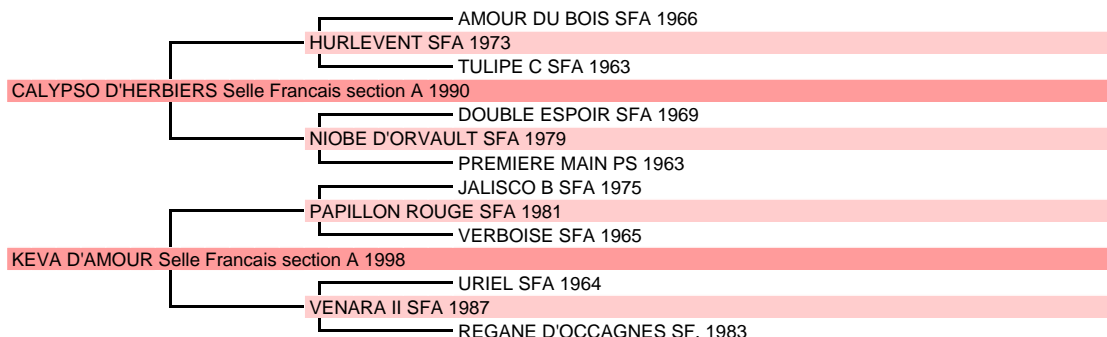 AMOUR DU BOIS SFA 1966
HURLEVENT SFA 1973
TULIPE C SFA 1963
CALYPSO D'HERBIERS Selle Francais section A 1990
DOUBLE ESPOIR SFA 1969
NIOBE D'ORVAULT SFA 1979
PREMIERE MAIN PS 1963
JALISCO B SFA 1975
PAPILLON ROUGE SFA 1981
VERBOISE SFA 1965
KEVA D'AMOUR Selle Francais section A 1998
URIEL SFA 1964
VENARA II SFA 1987
REGANE D'OCCAGNES SF. 1983